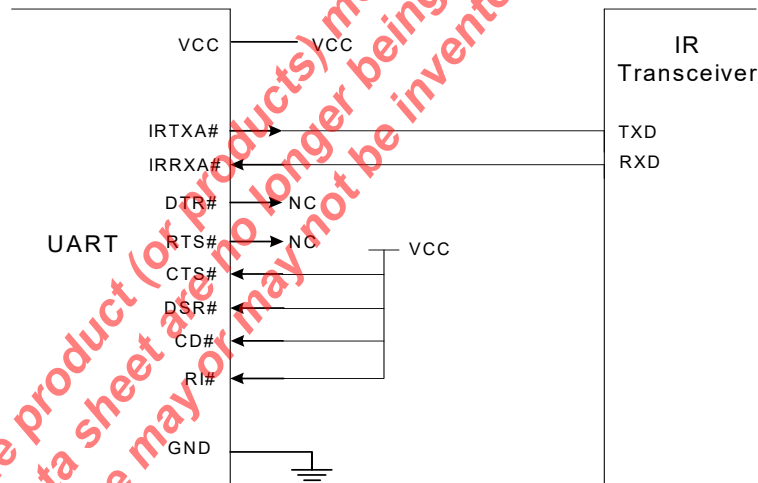 VCC
VCC
IR
Transceiver
IRTXA#
TXD
IRRXA#
RXD
DTR#
NC
UART
RTS#
NC
VCC
CTS#
DSR#
CD#
RI#
GND
e product (or products) m
ta sheet are no longer being
e may or may not be invento